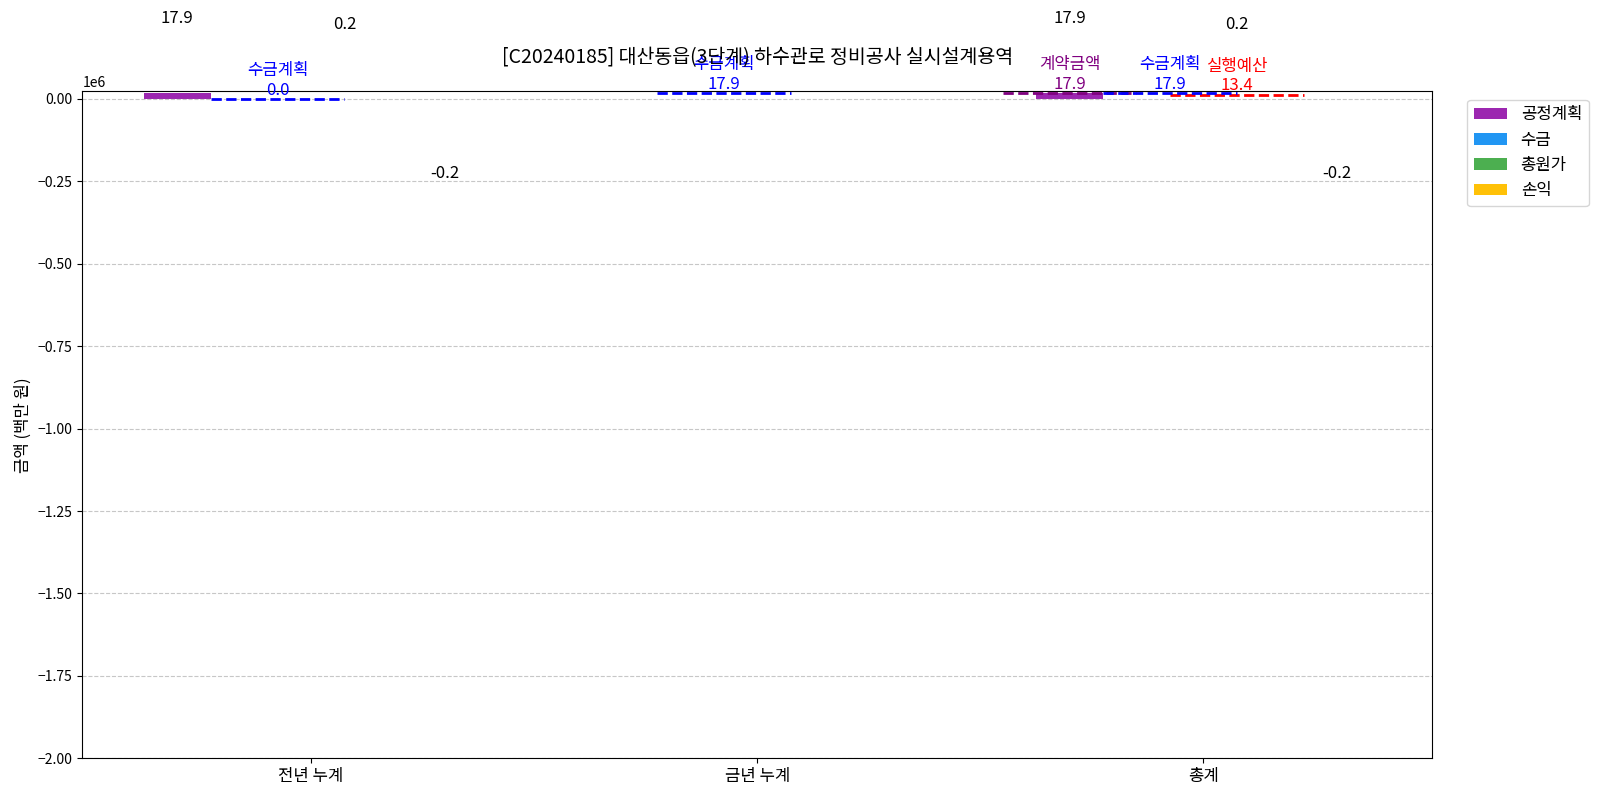 17.9
0.2
17.9
0.2
[C20240185] 대산동읍(3단계) 하수관로 정비공사 실시설계용역
수금계획
0.0
수금계획
17.9
계약금액
17.9
수금계획
17.9
실행예산
13.4
1e6
0.00
−0.25
−0.50
−0.75
−1.00
−1.25
−1.50
−1.75
−2.00
-0.2
-0.2
금액 (백만 원)
전년 누계
금년 누계
총계
공정계획
수금
총원가
손익